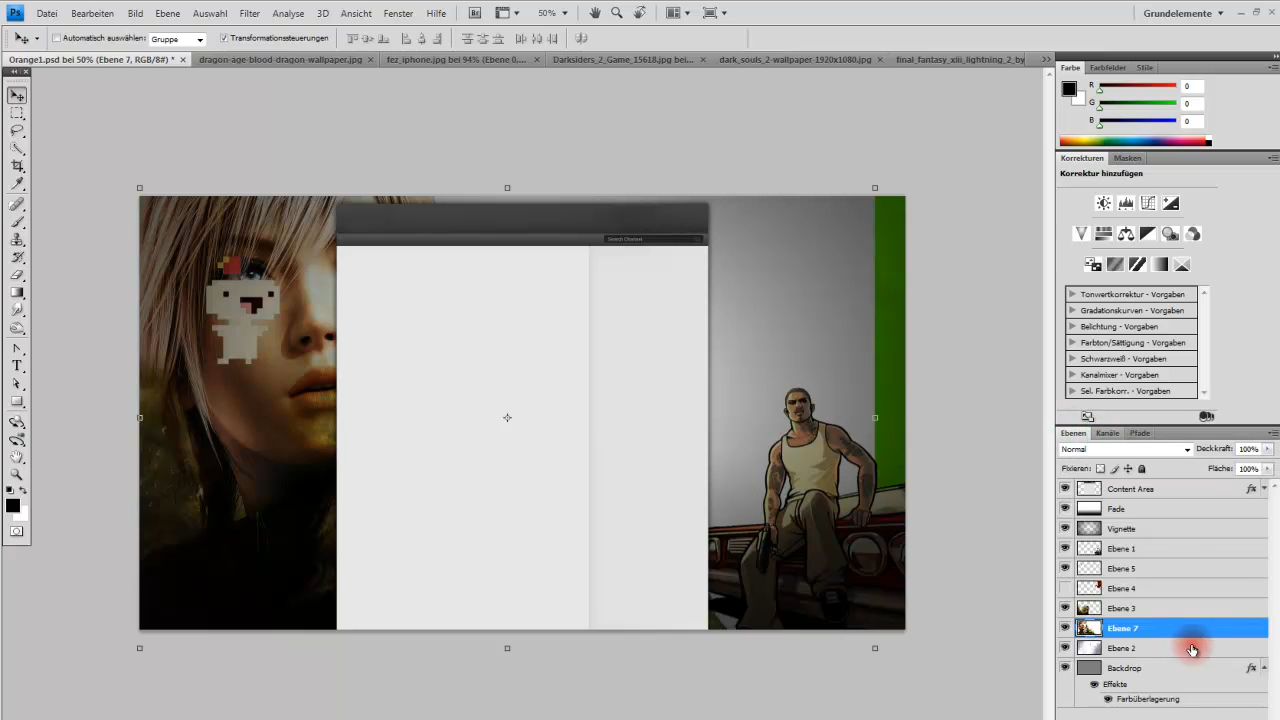 Ps Datei Bearbeiten Bild Ebene Auswahl Filter Analyse 3D Ansicht Fenster Hilfe Br 50% Grundelemente
Automatisch auswählen: Gruppe Transformationssteuerungen
Orange1.psd bei 50% (Ebene 7, RGB/8#) * dragon-age-blood-dragon-wallpaper.jpg fez_iphone.jpg bei 94% (Ebene 0,... Darksiders_2_Game_15618.jpg bei... dark_souls_2-wallpaper-1920x1080.jpg final_fantasy_xiii_lightning_2_by
Farbe Farbfelder Stile
R 0
G 0
B 0
Korrekturen Masken
Korrektur hinzufügen
Search Channel
Tonwertkorrektur - Vorgaben
Gradationskurven - Vorgaben
Belichtung - Vorgaben
Farbton/Sättigung - Vorgaben
Schwarzweiß - Vorgaben
Kanalmixer - Vorgaben
Sel. Farbkorr. - Vorgaben
Ebenen Kanäle Pfade
Normal Deckkraft: 100%
Fixieren: Fläche: 100%
Content Area fx
Fade
Vignette
Ebene 1
Ebene 5
Ebene 4
Ebene 3
Ebene 7
Ebene 2
Backdrop fx
Effekte
Farbüberlagerung